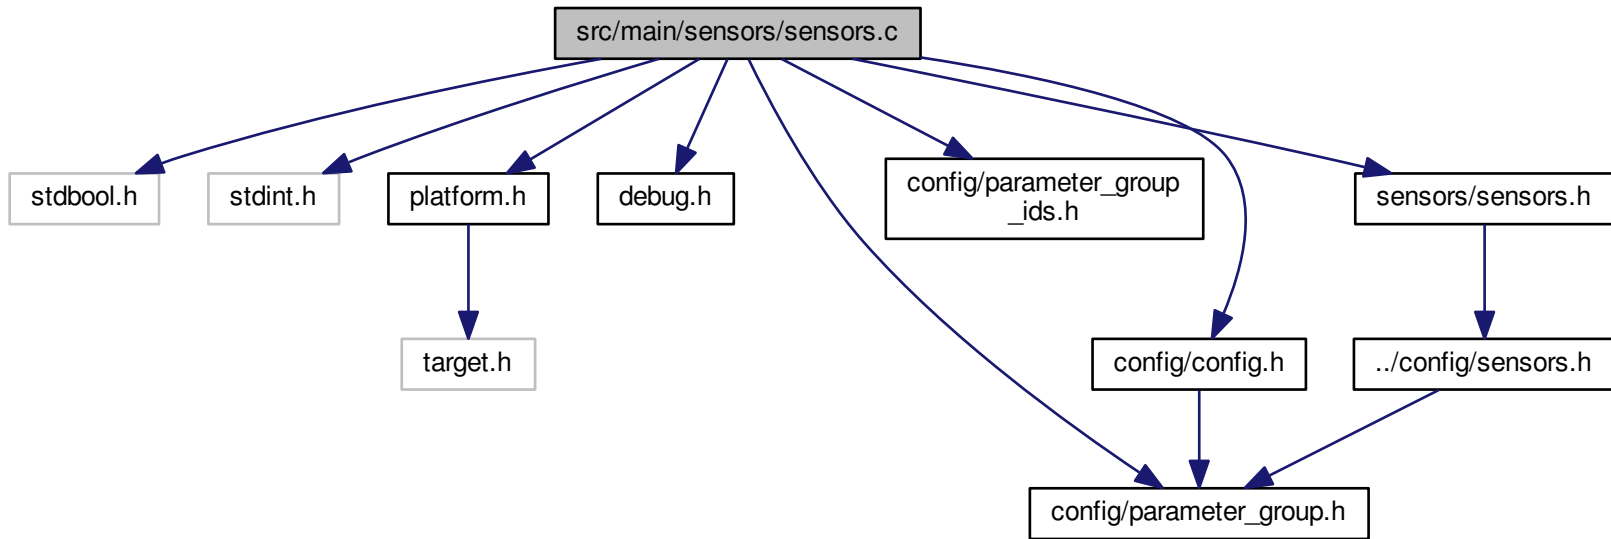 src/main/sensors/sensors.c
stdbool.h
stdint.h
platform.h
debug.h
config/parameter_group
_ids.h
sensors/sensors.h
target.h
config/config.h
../config/sensors.h
config/parameter_group.h